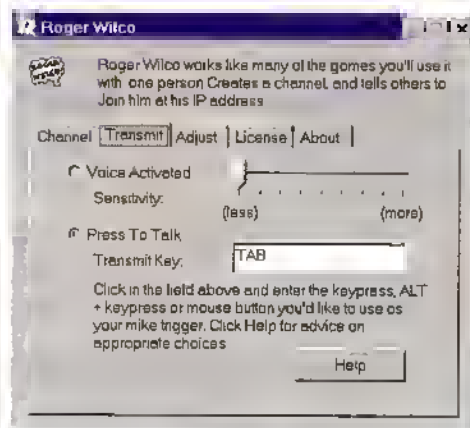 Roger Wilco
Roger Wilco works like many of the games you'll use it
with one person Creates a channel and tells others to
Join him at his IP address
Channel Transmit Adjust License About
Voice Activated
Sensitivity:
(less) (more)
Press To Talk
Transmit Key: TAB
Click in the field above and enter the keypress, ALT
+ keypress or mouse button you'd like to use as
your mike trigger. Click Help for advice on
appropriate choices
Help